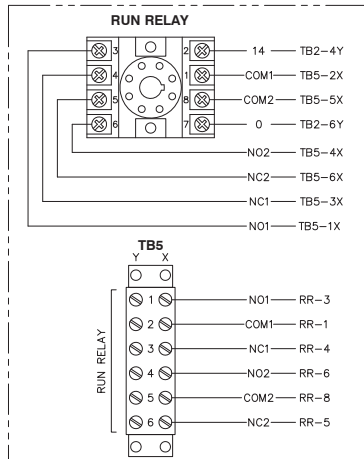 RUN RELAY
3 2 14 TB2-4Y
4 1 COM1 TB5-2X
5 8 COM2 TB5-5X
6 7 0 TB2-6Y
NO2 TB5-4X
NC2 TB5-6X
NC1 TB5-3X
NO1 TB5-1X
TB5
Y X
RUN RELAY
1 NO1 RR-3
2 COM1 RR-1
3 NC1 RR-4
4 NO2 RR-6
5 COM2 RR-8
6 NC2 RR-5